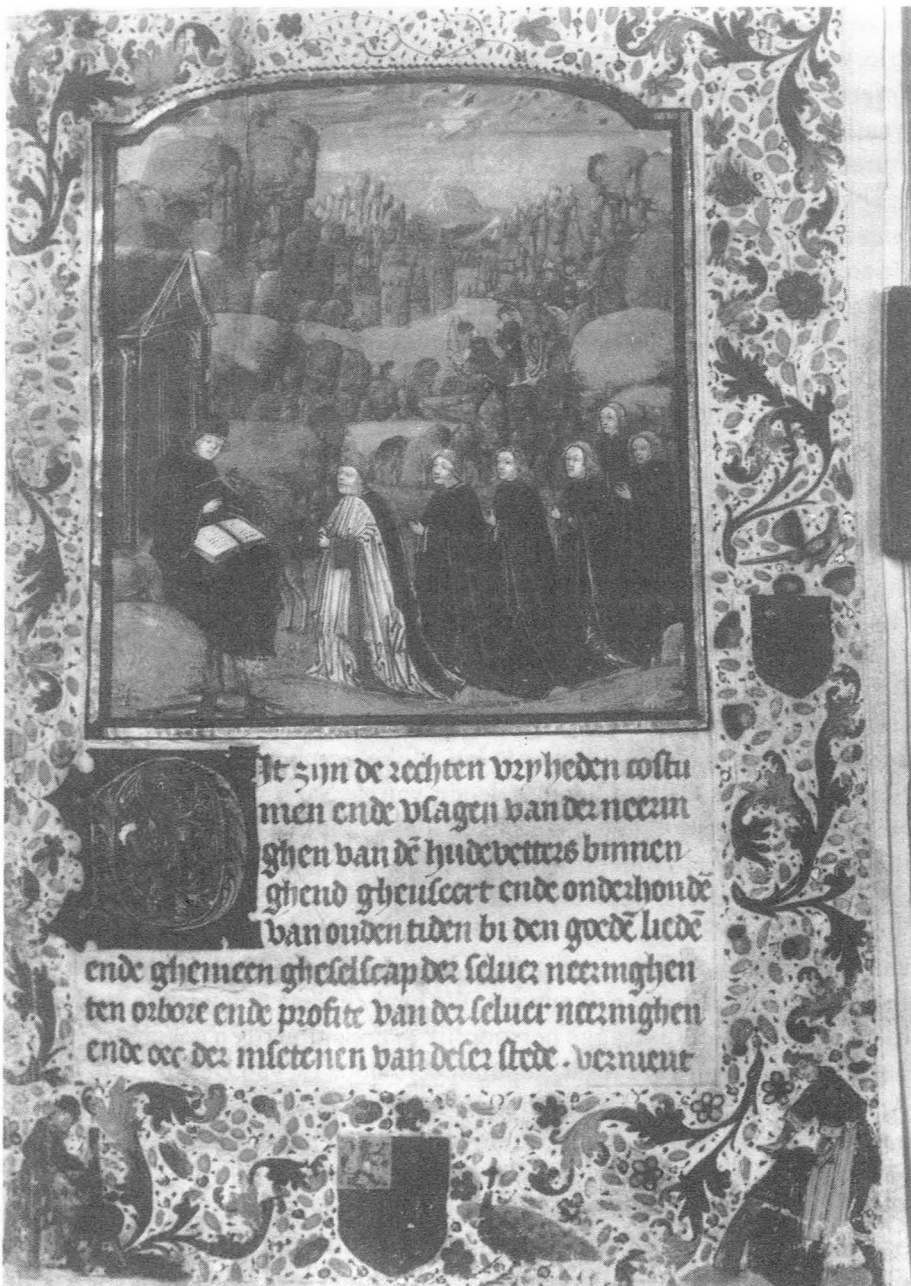 Dit zijn de rechten vryheden costu
men ende vsagen van der neerin
ghen van dē hudevetters binnen
ghend gheuseert ende onderhoudē
van ouden tiden bi den goedē liedē
ende ghemeen gheselscap der seluer neeringhen
ten orbore ende profite van der seluer neeringhen
ende oec der insetenen van deser stede . vernieut